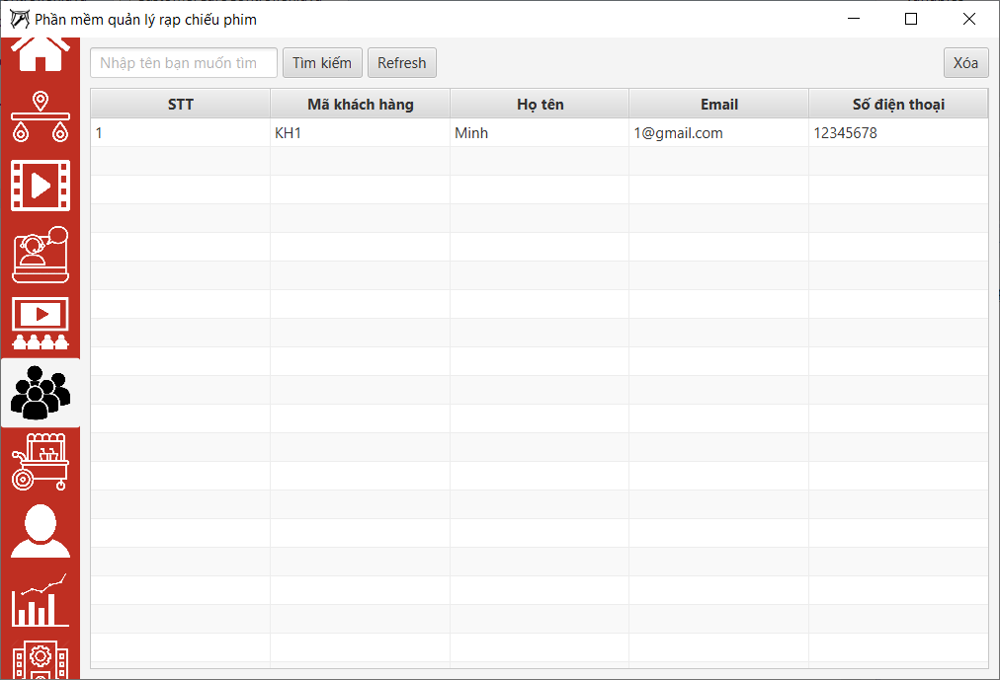 Phần mềm quản lý rạp chiếu phim
Nhập tên bạn muốn tìm Tìm kiếm Refresh Xóa
STT Mã khách hàng Họ tên Email Số điện thoại
1 KH1 Minh 1@gmail.com 12345678